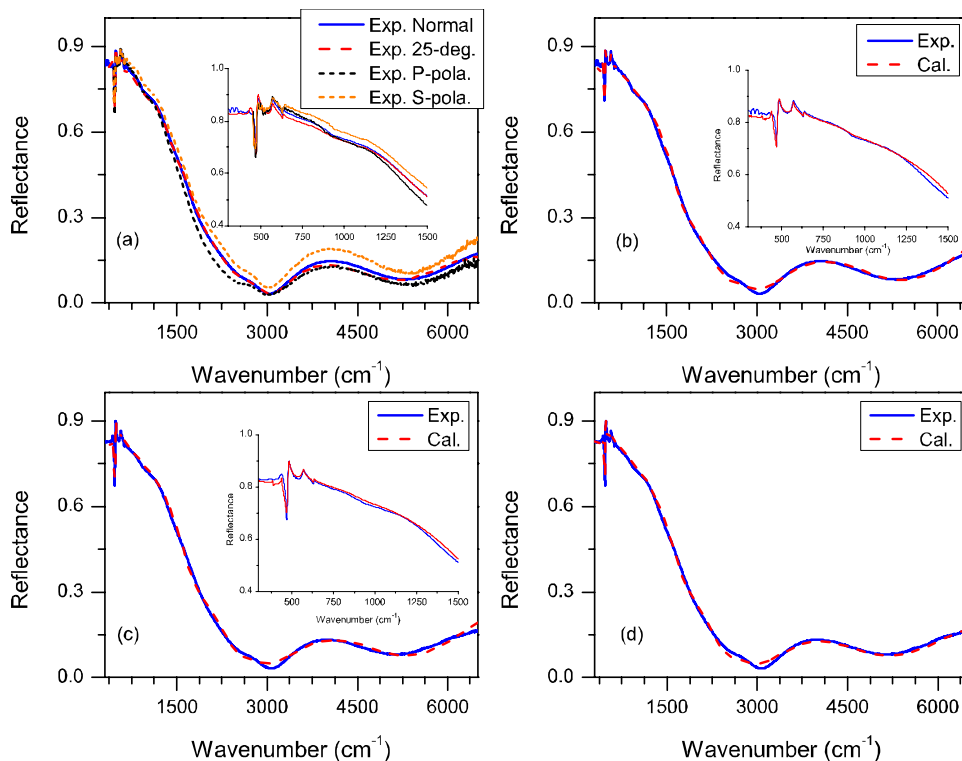 Exp. Normal
Exp. 25-deg.
Exp. P-pola.
Exp. S-pola.
0.9
0.6
0.3
0.0
Reflectance
1500 3000 4500 6000
Wavenumber (cm-1)
(a)
1.0
0.8
0.6
0.4
Reflectance
500 750 1000 1250 1500
Wavenumber (cm-1)
Exp.
Cal.
0.9
0.6
0.3
0.0
Reflectance
1500 3000 4500 6000
Wavenumber (cm-1)
(b)
1.0
0.8
0.6
0.4
Reflectance
500 750 1000 1250 1500
Wavenumber (cm-1)
Exp.
Cal.
0.9
0.6
0.3
0.0
Reflectance
1500 3000 4500 6000
Wavenumber (cm-1)
(c)
1.0
0.8
0.6
0.4
Reflectance
500 750 1000 1250 1500
Wavenumber (cm-1)
Exp.
Cal.
0.9
0.6
0.3
0.0
Reflectance
1500 3000 4500 6000
Wavenumber (cm-1)
(d)